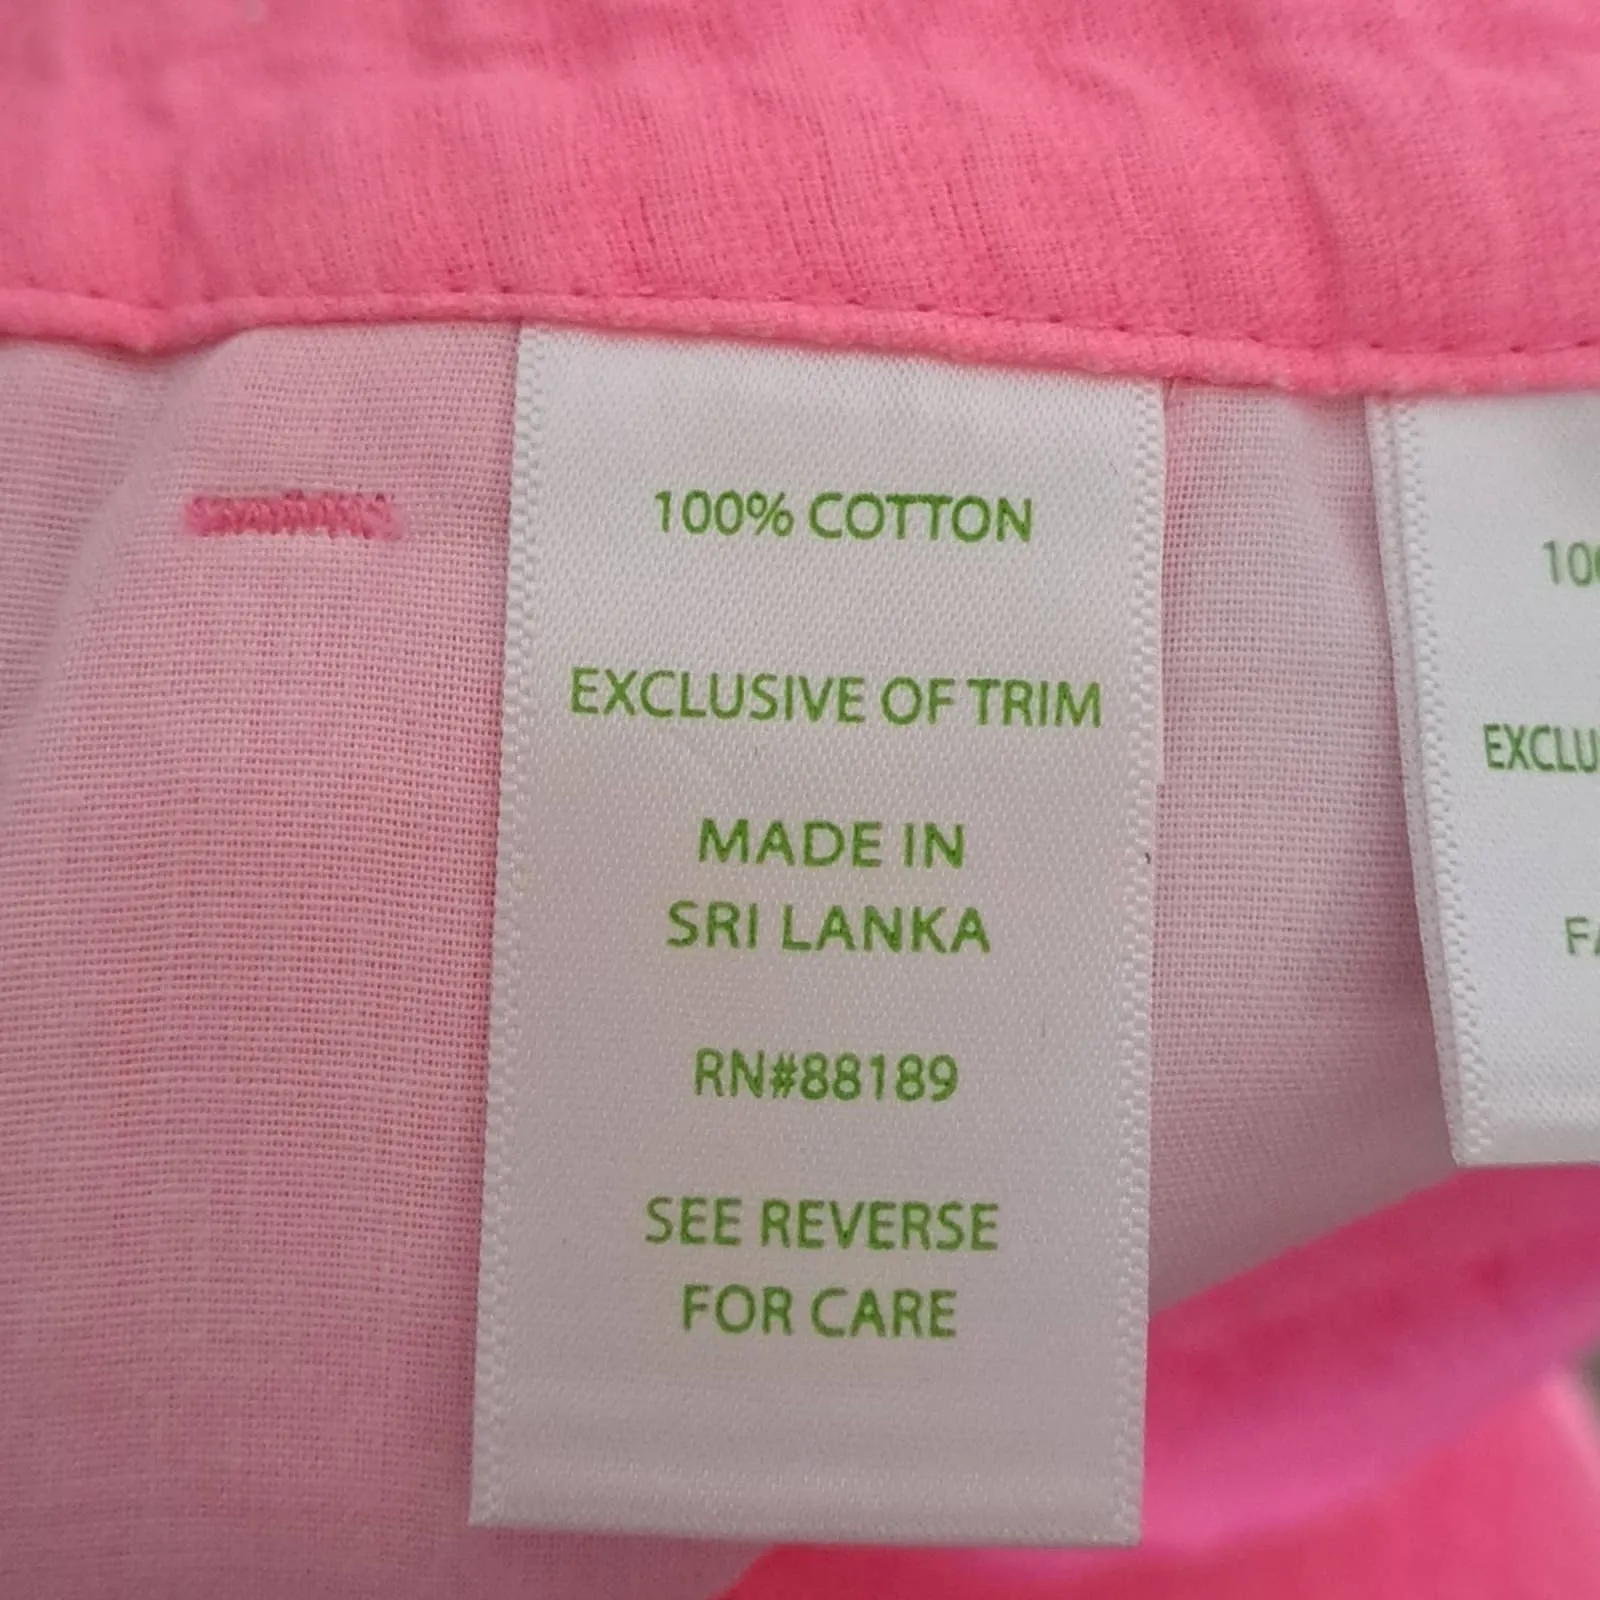 100% COTTON
EXCLUSIVE OF TRIM
MADE IN
SRI LANKA
RN#88189
SEE REVERSE
FOR CARE